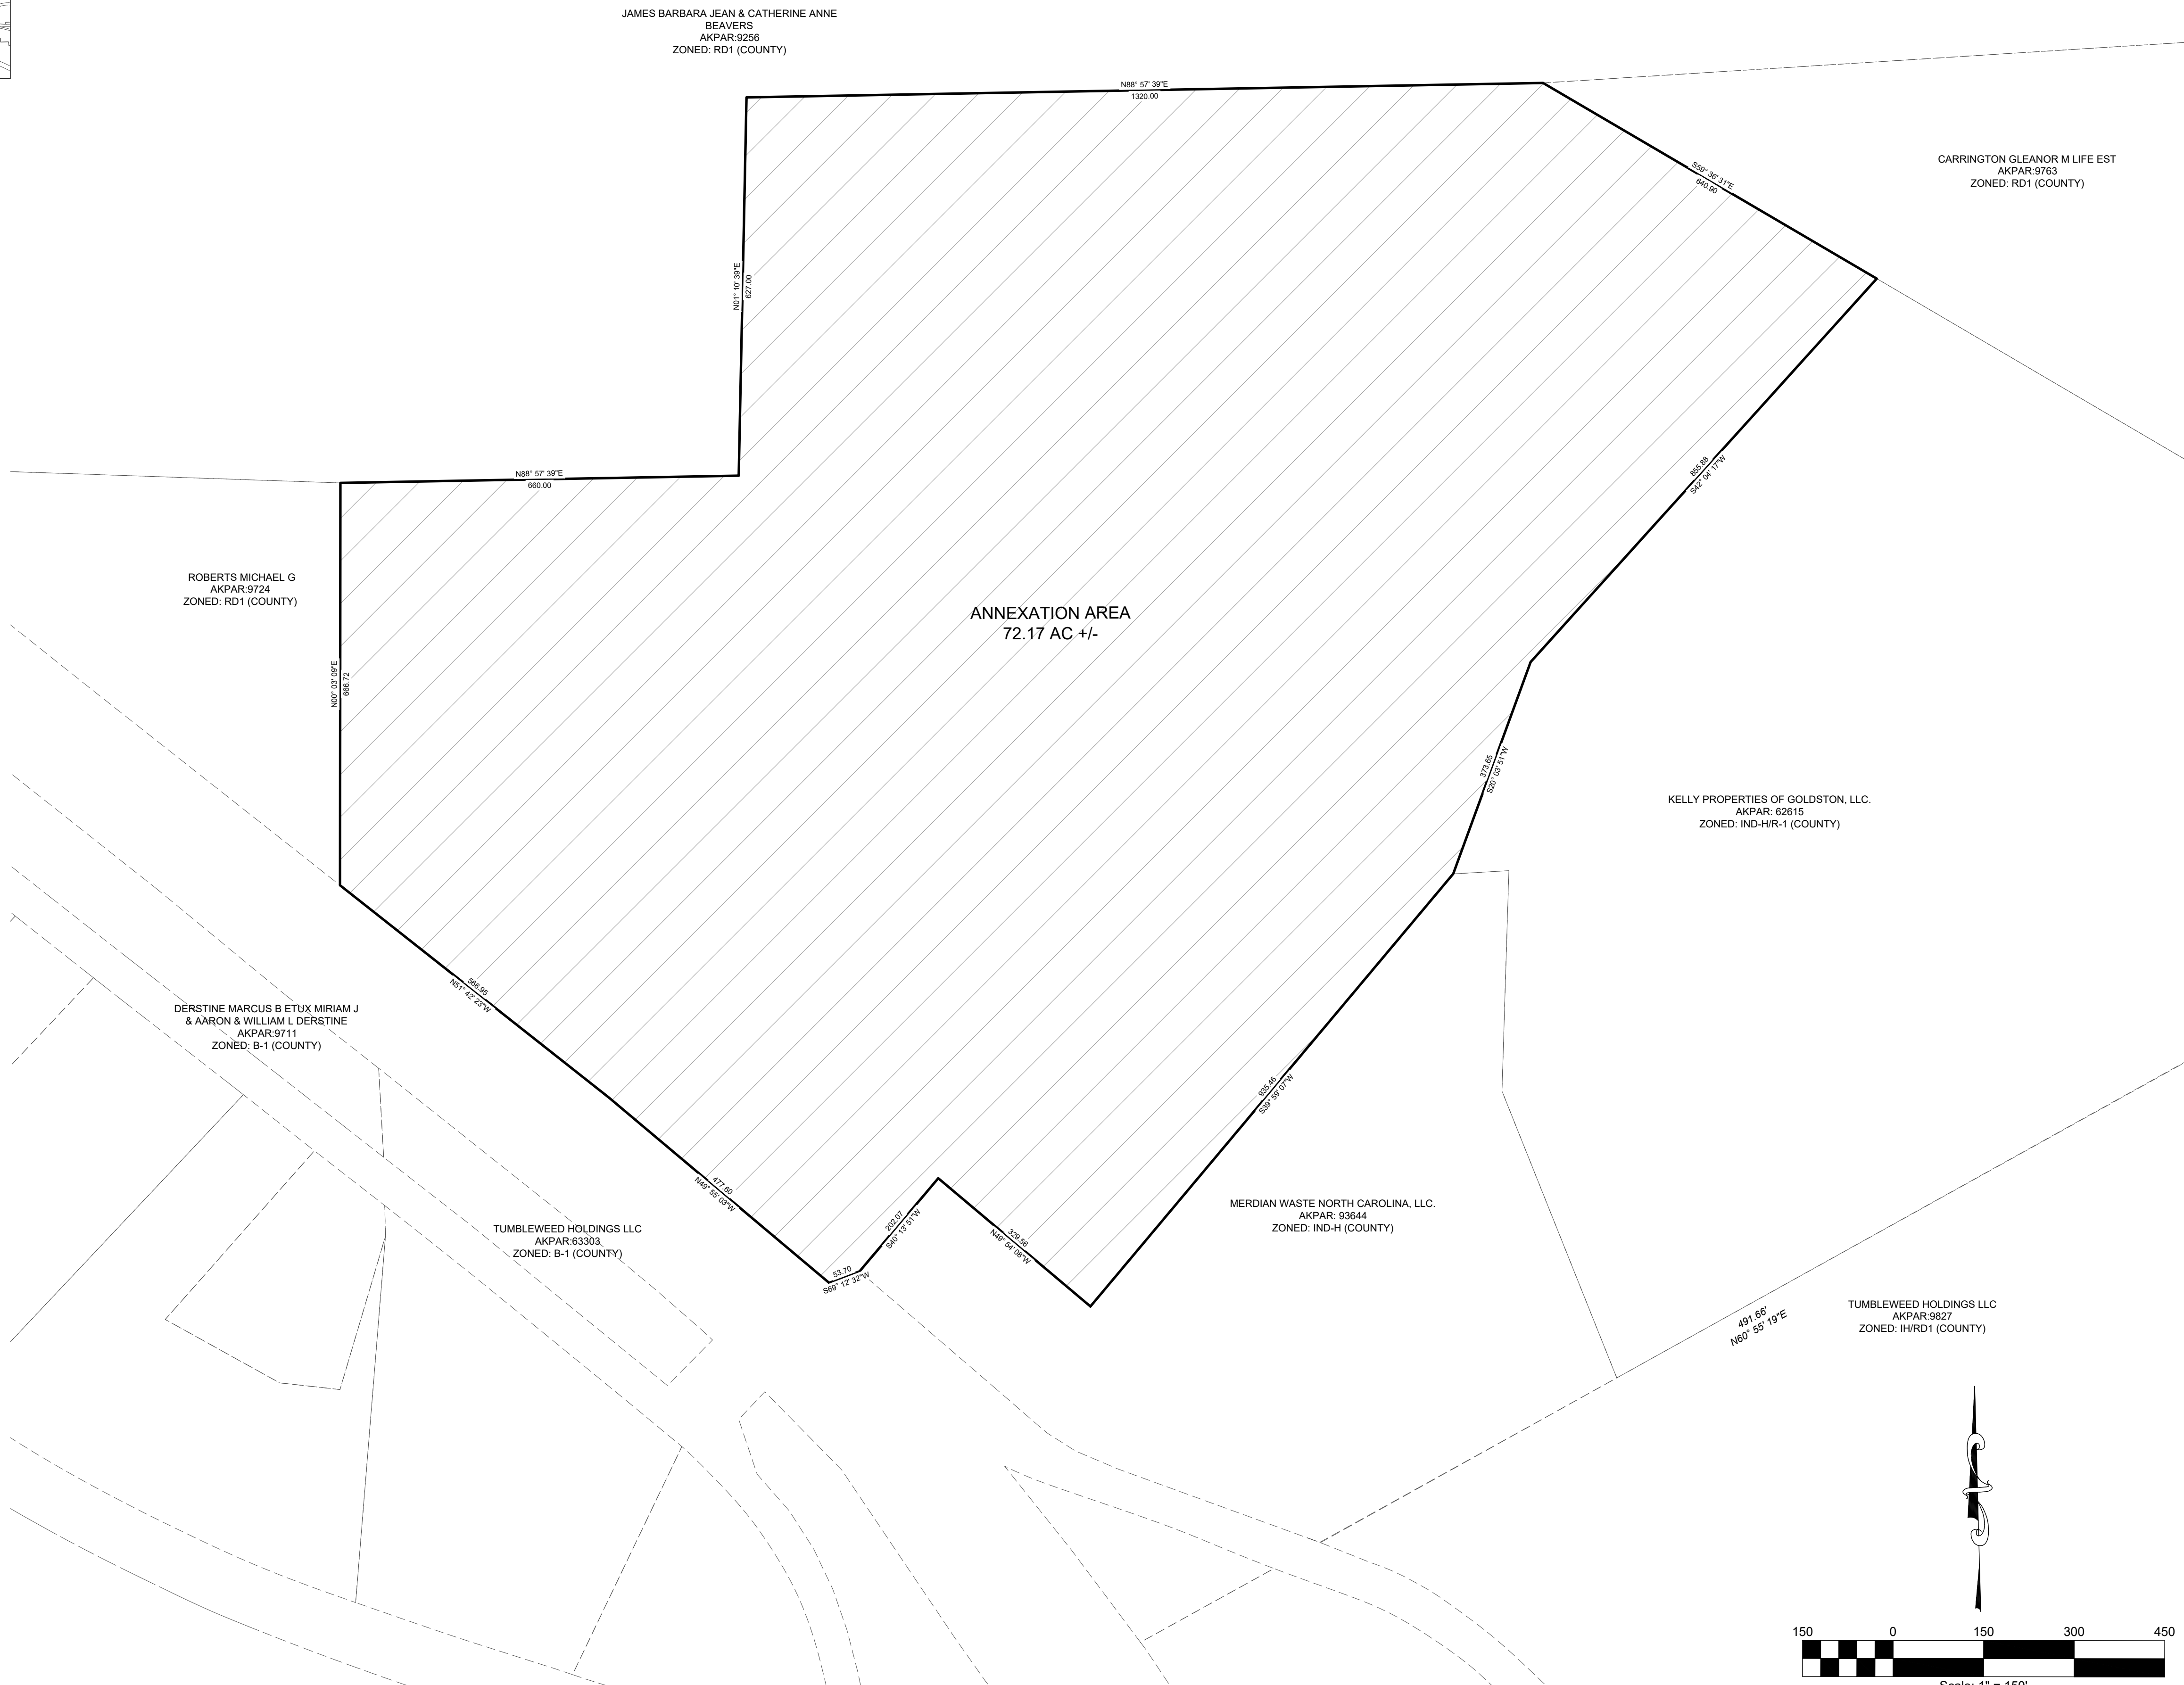 JAMES BARBARA JEAN & CATHERINE ANNE
BEAVERS
AKPAR:9256
ZONED: RD1 (COUNTY)
N88° 57' 39"E
1320.00
S59° 36' 31"E
640.90
CARRINGTON GLEANOR M LIFE EST
AKPAR:9763
ZONED: RD1 (COUNTY)
N01° 10' 39"E
627.00
N88° 57' 39"E
660.00
855.88
S42° 04' 17"W
ROBERTS MICHAEL G
AKPAR:9724
ZONED: RD1 (COUNTY)
ANNEXATION AREA
72.17 AC +/-
N00° 03' 09"E
666.72
373.65
S20° 03' 51"W
KELLY PROPERTIES OF GOLDSTON, LLC.
AKPAR: 62615
ZONED: IND-H/R-1 (COUNTY)
566.95
N51° 42' 23"W
DERSTINE MARCUS B ETUX MIRIAM J
& AARON & WILLIAM L DERSTINE
AKPAR:9711
ZONED: B-1 (COUNTY)
935.46
S39° 59' 07"W
477.60
N49° 55' 03"W
202.07
S40° 13' 51"W
329.56
N49° 54' 08"W
MERDIAN WASTE NORTH CAROLINA, LLC.
AKPAR: 93644
ZONED: IND-H (COUNTY)
TUMBLEWEED HOLDINGS LLC
AKPAR:63303
ZONED: B-1 (COUNTY)
53.70
S69° 12' 32"W
491.66'
N60° 55' 19"E
TUMBLEWEED HOLDINGS LLC
AKPAR:9827
ZONED: IH/RD1 (COUNTY)
150 0 150 300 450
Scale: 1" = 150'